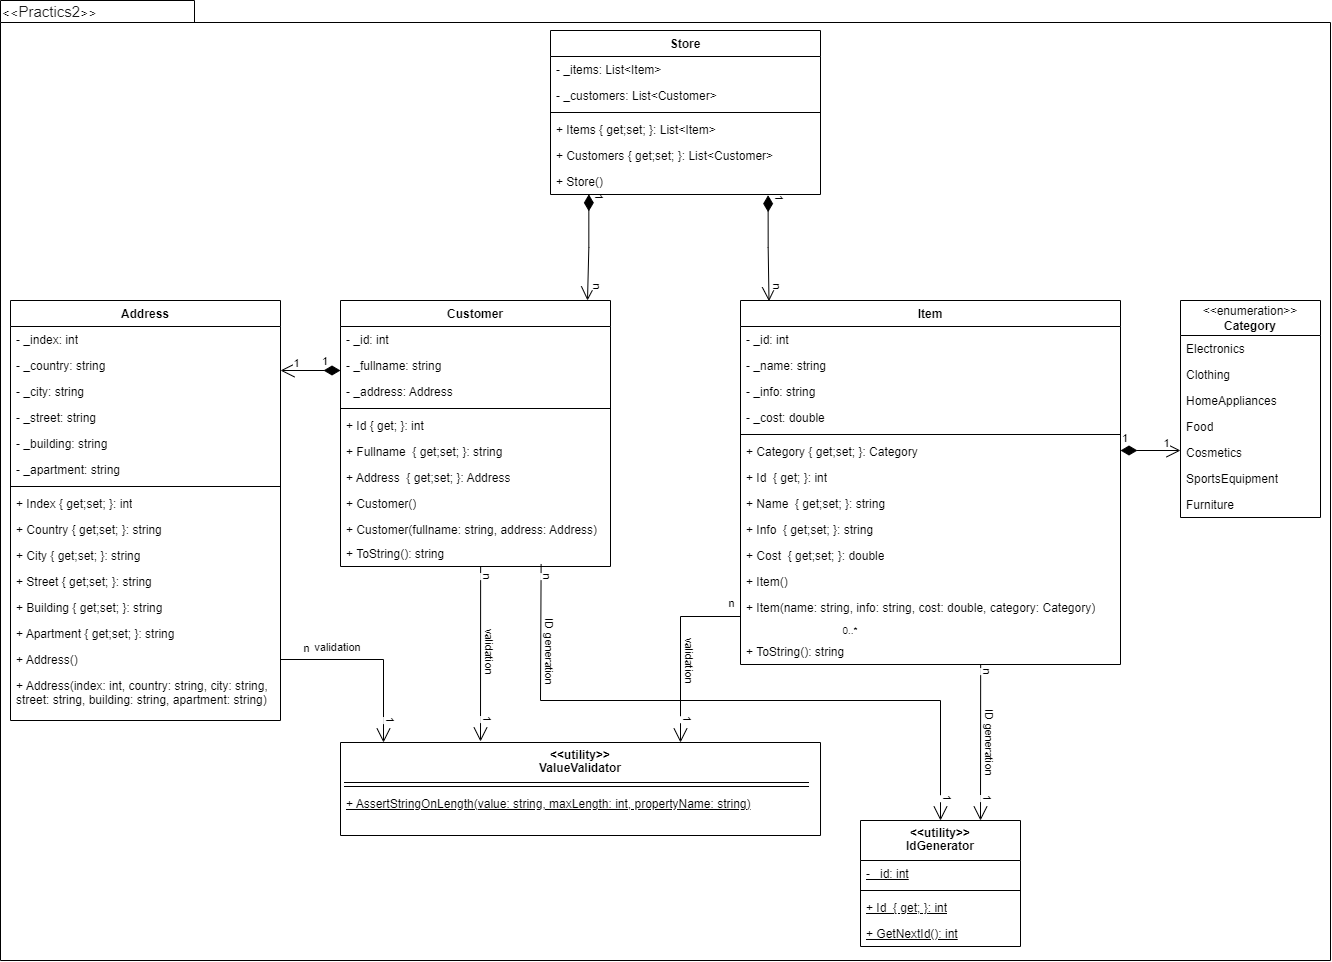 <<Practics2>>
Store
- _items: List<Item>
- _customers: List<Customer>
+ Items { get;set; }: List<Item>
+ Customers { get;set; }: List<Customer>
+ Store()
1
1
n
n
Address
- _index: int
- _country: string
- _city: string
- _street: string
- _building: string
- _apartment: string
+ Index { get;set; }: int
+ Country { get;set; }: string
+ City { get;set; }: string
+ Street { get;set; }: string
+ Building { get;set; }: string
+ Apartment { get;set; }: string
+ Address()
+ Address(index: int, country: string, city: string,
street: string, building: string, apartment: string)
1
1
Customer
- _id: int
- _fullname: string
- _address: Address
+ Id { get; }: int
+ Fullname  { get;set; }: string
+ Address  { get;set; }: Address
+ Customer()
+ Customer(fullname: string, address: Address)
+ ToString(): string
Item
- _id: int
- _name: string
- _info: string
- _cost: double
+ Category { get;set; }: Category
+ Id  { get; }: int
+ Name  { get;set; }: string
+ Info  { get;set; }: string
+ Cost  { get;set; }: double
+ Item()
+ Item(name: string, info: string, cost: double, category: Category)
0..*
+ ToString(): string
1
1
<<enumeration>>
Category
Electronics
Clothing
HomeAppliances
Food
Cosmetics
SportsEquipment
Furniture
n
validation
1
n
validation
1
n
ID generation
1
n
validation
1
n
ID generation
1
<<utility>>
ValueValidator
+ AssertStringOnLength(value: string, maxLength: int, propertyName: string)
<<utility>>
IdGenerator
- _id: int
+ Id  { get; }: int
+ GetNextId(): int